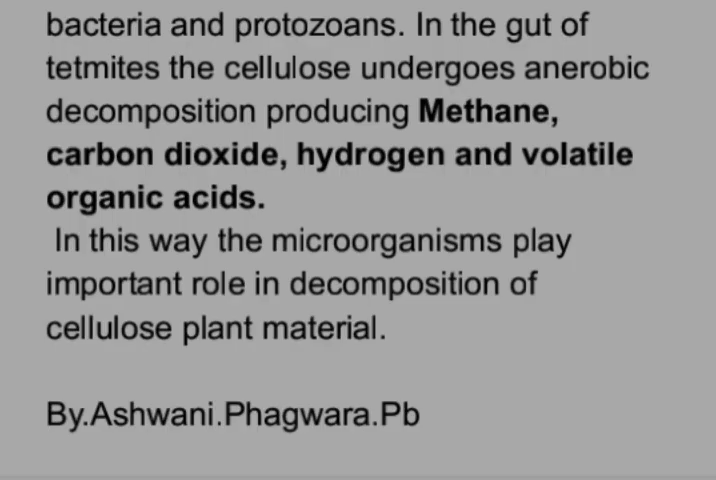 bacteria and protozoans. In the gut of
tetmites the cellulose undergoes anerobic
decomposition producing Methane,
carbon dioxide, hydrogen and volatile
organic acids.
In this way the microorganisms play
important role in decomposition of
cellulose plant material.
By.Ashwani.Phagwara.Pb